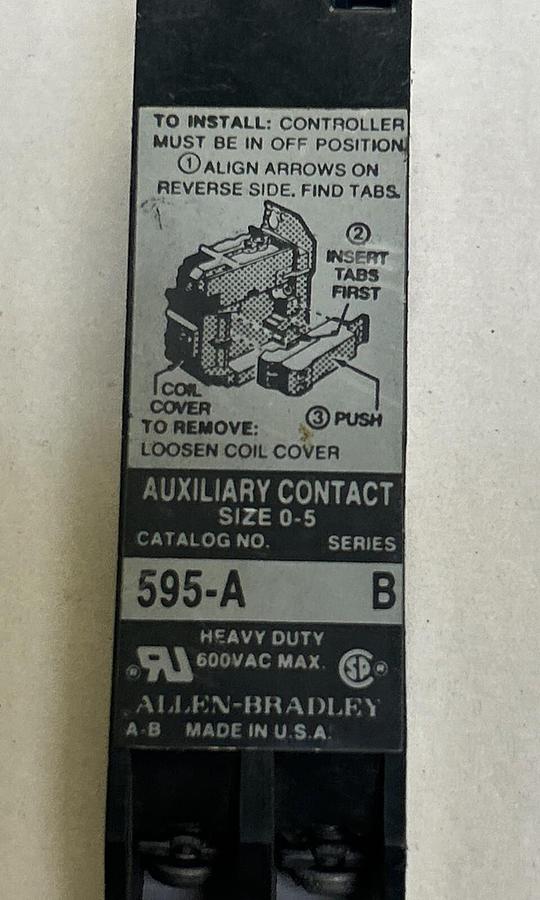 TO INSTALL: CONTROLLER
MUST BE IN OFF POSITION.
① ALIGN ARROWS ON
REVERSE SIDE. FIND TABS.
②
INSERT
TABS
FIRST
COIL
COVER
③ PUSH
TO REMOVE:
LOOSEN COIL COVER
AUXILIARY CONTACT
SIZE 0-5
CATALOG NO. SERIES
595-A B
HEAVY DUTY
600VAC MAX.
ALLEN-BRADLEY
A-B MADE IN U.S.A.